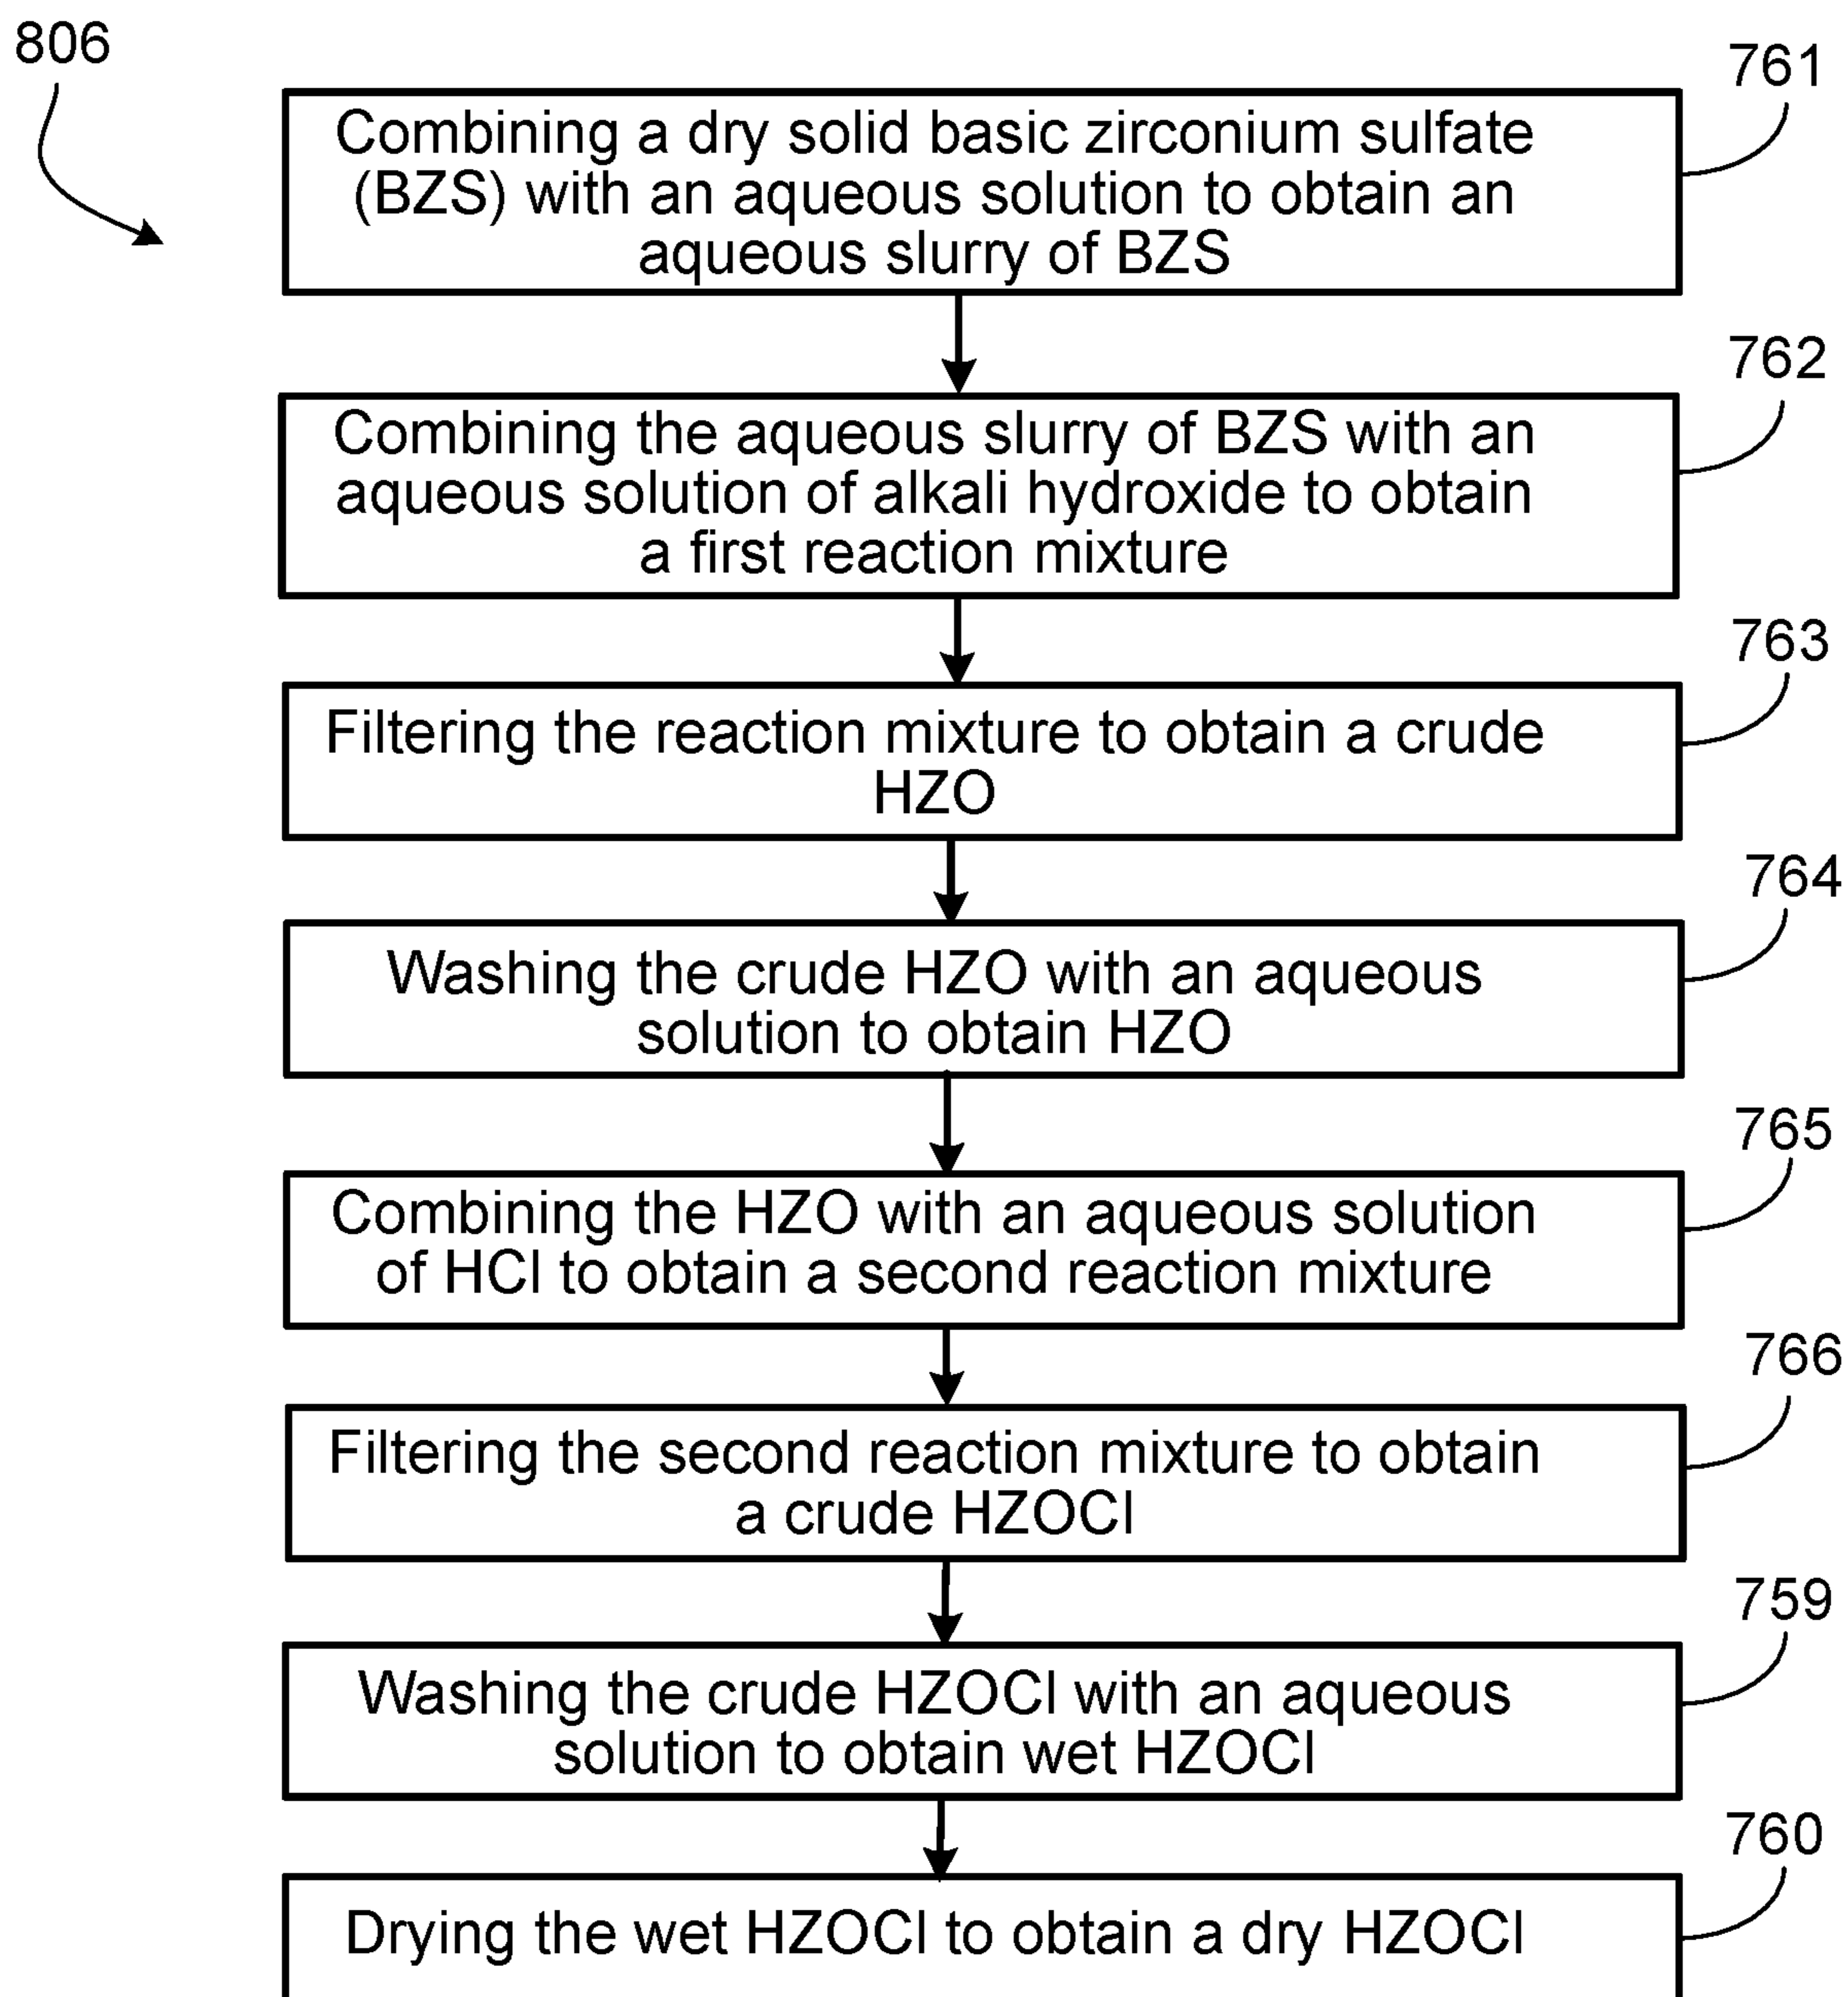 806
761
Combining a dry solid basic zirconium sulfate
(BZS) with an aqueous solution to obtain an
aqueous slurry of BZS
762
Combining the aqueous slurry of BZS with an
aqueous solution of alkali hydroxide to obtain
a first reaction mixture
763
Filtering the reaction mixture to obtain a crude
HZO
764
Washing the crude HZO with an aqueous
solution to obtain HZO
765
Combining the HZO with an aqueous solution
of HCl to obtain a second reaction mixture
766
Filtering the second reaction mixture to obtain
a crude HZOCl
759
Washing the crude HZOCl with an aqueous
solution to obtain wet HZOCl
760
Drying the wet HZOCl to obtain a dry HZOCl